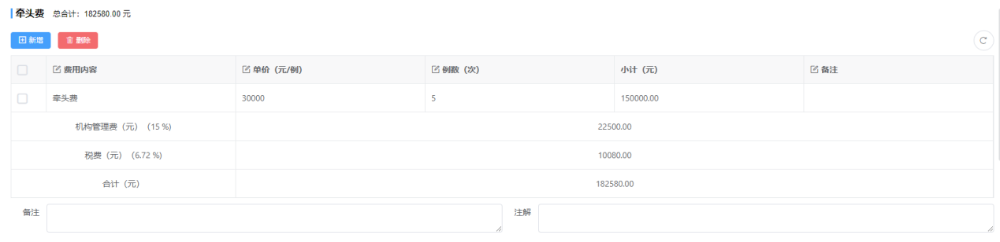 牵头费 总合计：182580.00 元
新增 删除
费用内容 单价（元/例） 例数（次） 小计（元） 备注
牵头费 30000 5 150000.00
机构管理费（元）（15 %） 22500.00
税费（元）（6.72 %） 10080.00
合计（元） 182580.00
备注 注解